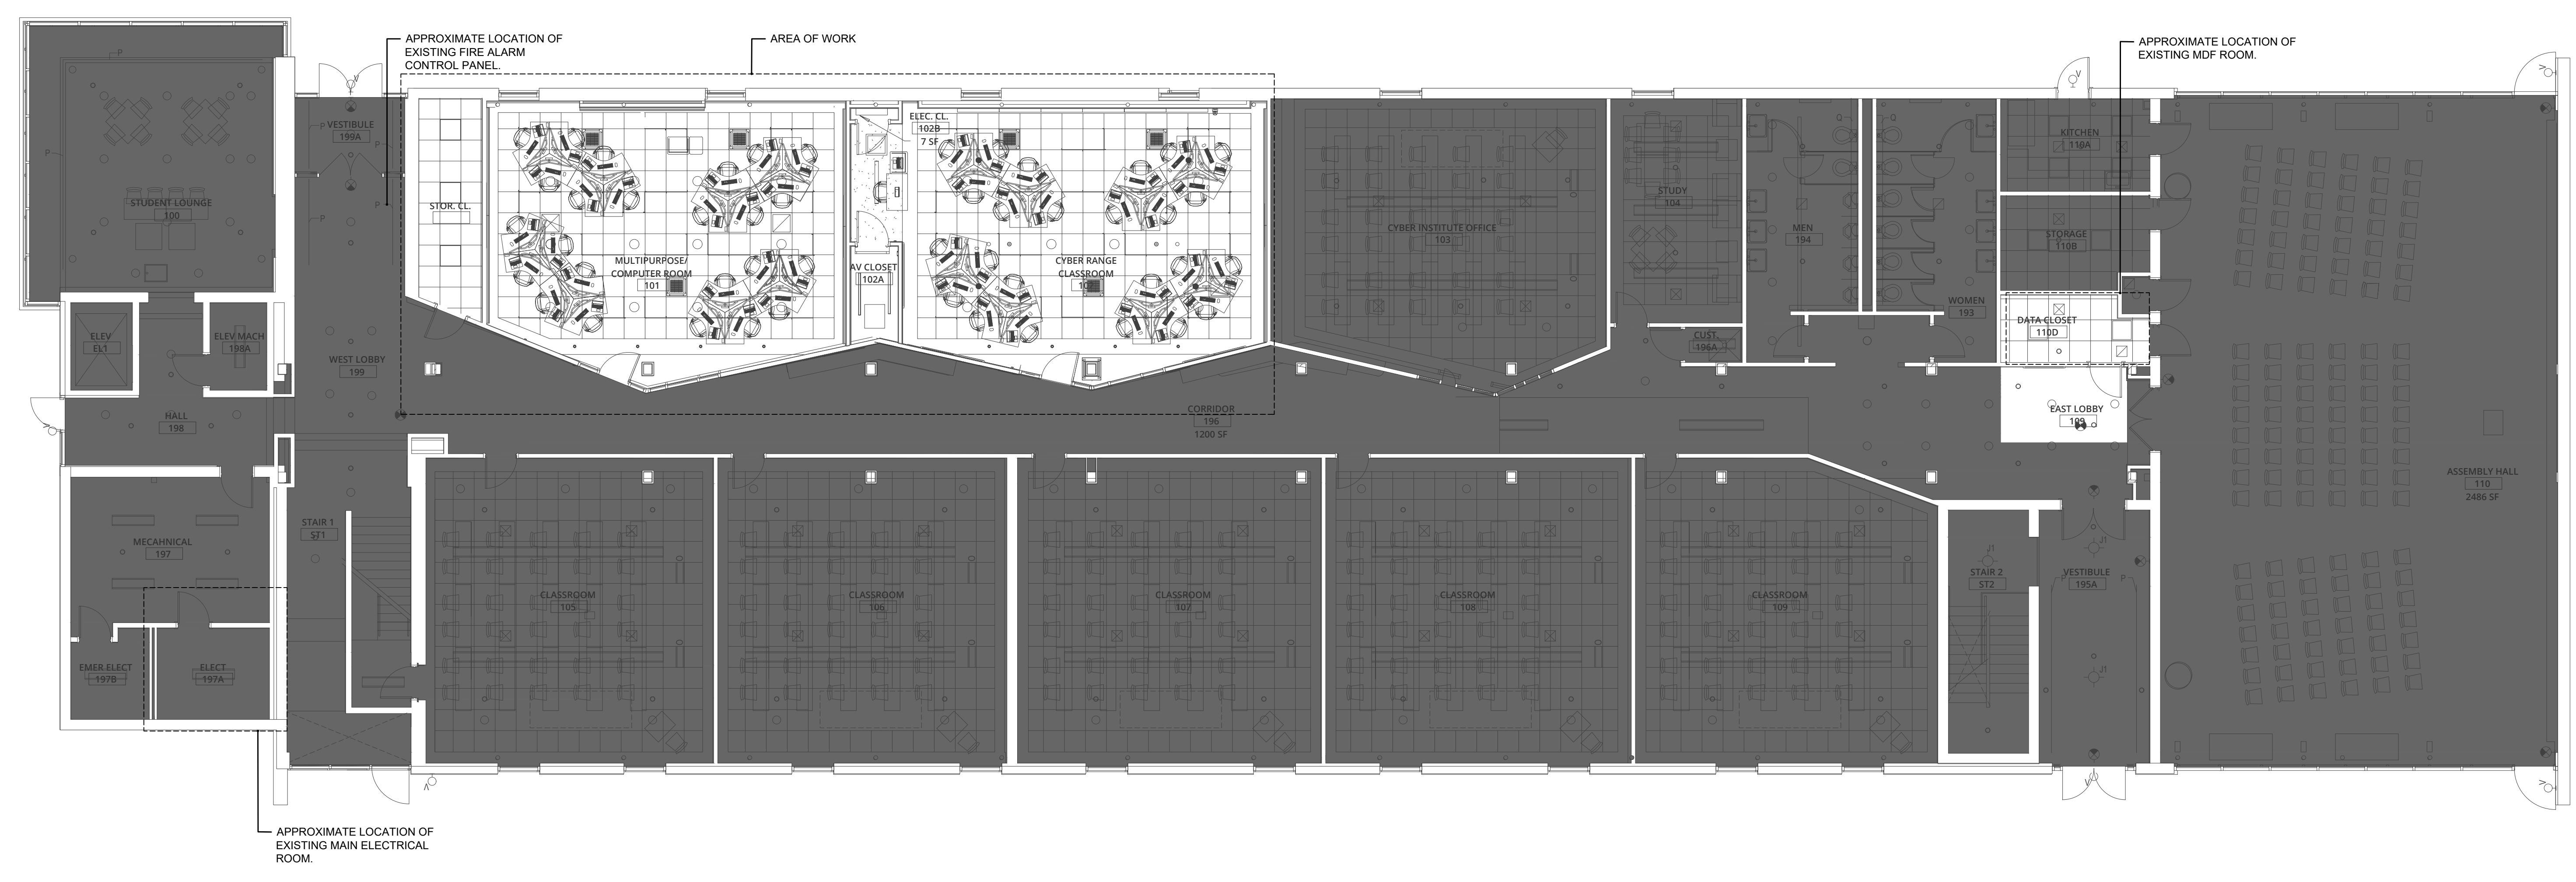 APPROXIMATE LOCATION OF
EXISTING FIRE ALARM
CONTROL PANEL.
AREA OF WORK
APPROXIMATE LOCATION OF
EXISTING MDF ROOM.
P
P
P
P
P
P
V
V
V
VESTIBULE
199A
STUDENT LOUNGE
100
STOR. CL.
ELEC. CL.
102B
7 SF
MULTIPURPOSE/
COMPUTER ROOM
101
AV CLOSET
102A
CYBER RANGE
CLASSROOM
CYBER INSTITUTE OFFICE
103
STUDY
104
MEN
194
WOMEN
193
KITCHEN
110A
STORAGE
110B
DATA CLOSET
110D
CUST.
196A
ELEV
EL1
ELEV MACH
198A
WEST LOBBY
199
HALL
198
V
CORRIDOR
196
1200 SF
EAST LOBBY
199
ASSEMBLY HALL
110
2486 SF
MECAHNICAL
197
STAIR 1
ST1
CLASSROOM
105
CLASSROOM
106
CLASSROOM
107
CLASSROOM
108
CLASSROOM
109
STAIR 2
ST2
J1
J1
J1
VESTIBULE
195A
P
P
EMER ELECT
197B
ELECT
197A
V
V
V
APPROXIMATE LOCATION OF
EXISTING MAIN ELECTRICAL
ROOM.